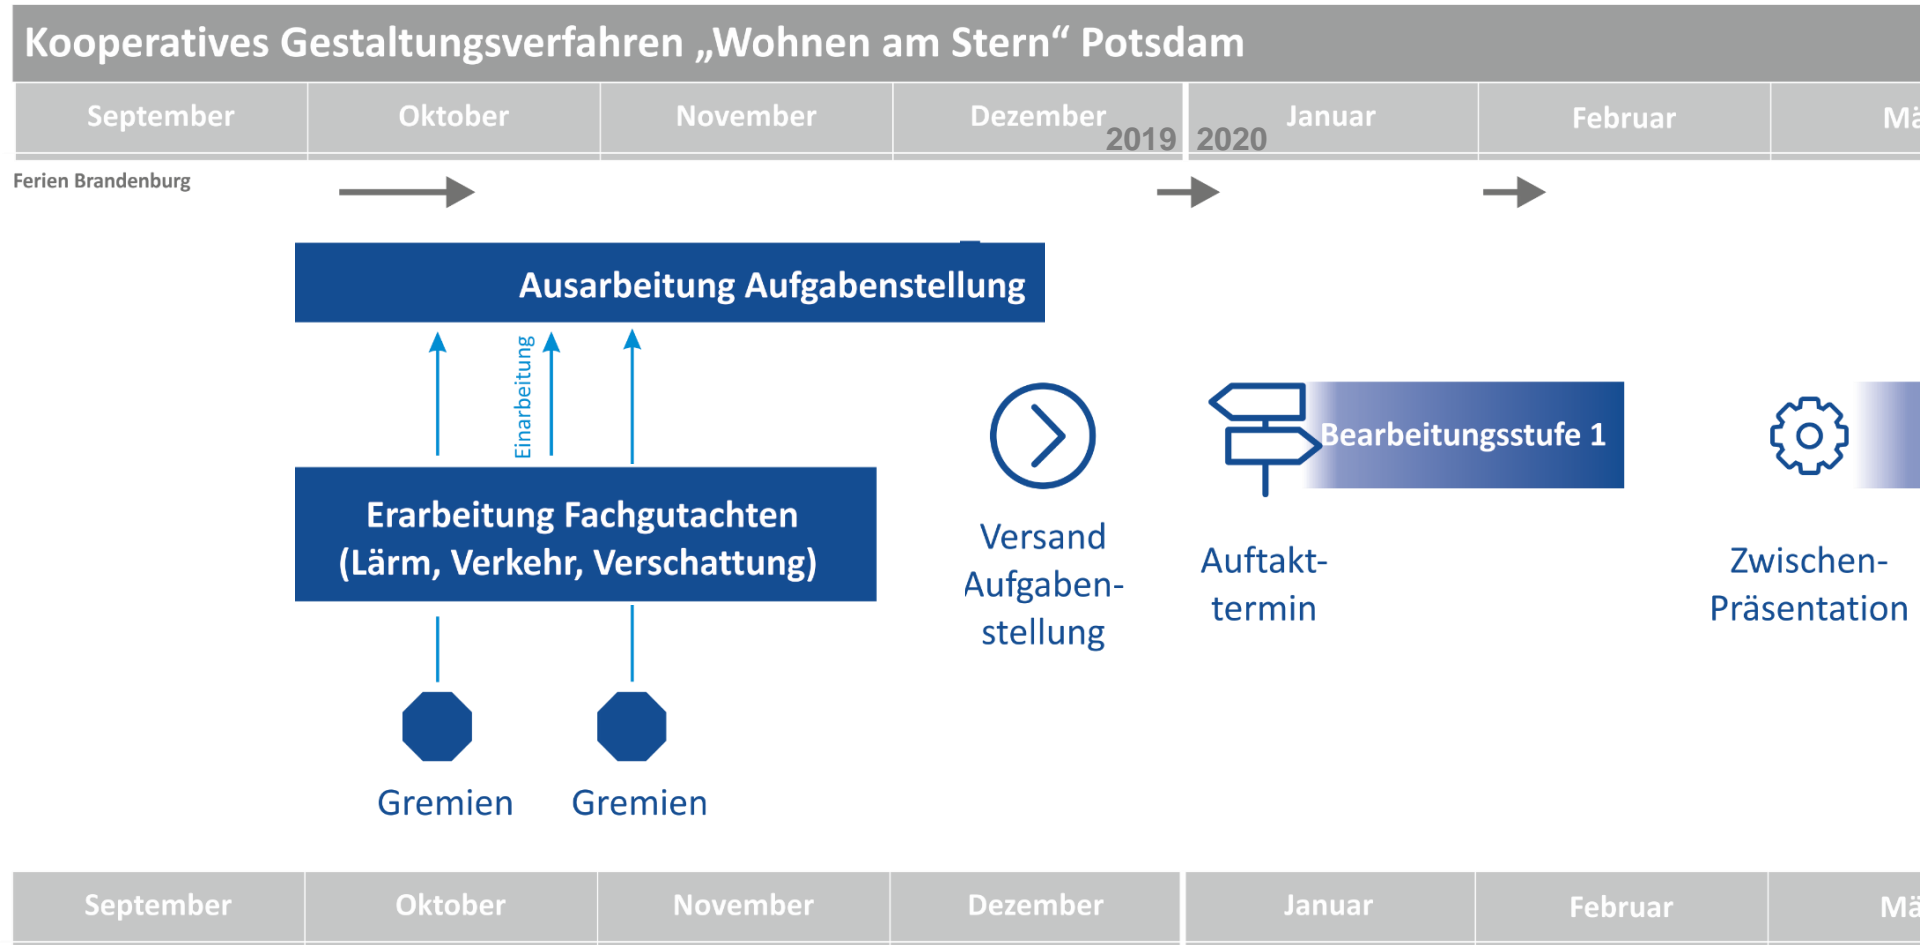 Kooperatives Gestaltungsverfahren „Wohnen am Stern“ Potsdam
September Oktober November Dezember Januar Februar Mä
2019 2020
Ferien Brandenburg
Ausarbeitung Aufgabenstellung
Einarbeitung
Erarbeitung Fachgutachten
(Lärm, Verkehr, Verschattung)
Versand
Aufgaben-
stellung
Auftakt-
termin
Bearbeitungsstufe 1
Zwischen-
Präsentation
Gremien Gremien
September Oktober November Dezember Januar Februar Mä